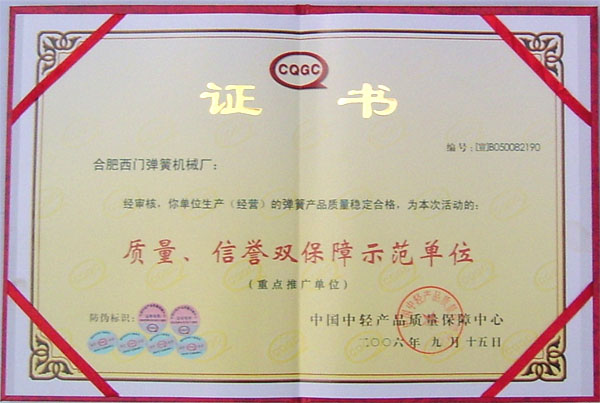 CQGC
证 书
编号:[宣]B050082190
合肥西门弹簧机械厂:
经审核,你单位生产(经营)的弹簧产品质量稳定合格,为本次活动的:
质量、信誉双保障示范单位
(重点推广单位)
防伪标识:
中国中轻产品质量保障中心
二〇〇六年 九月十五日